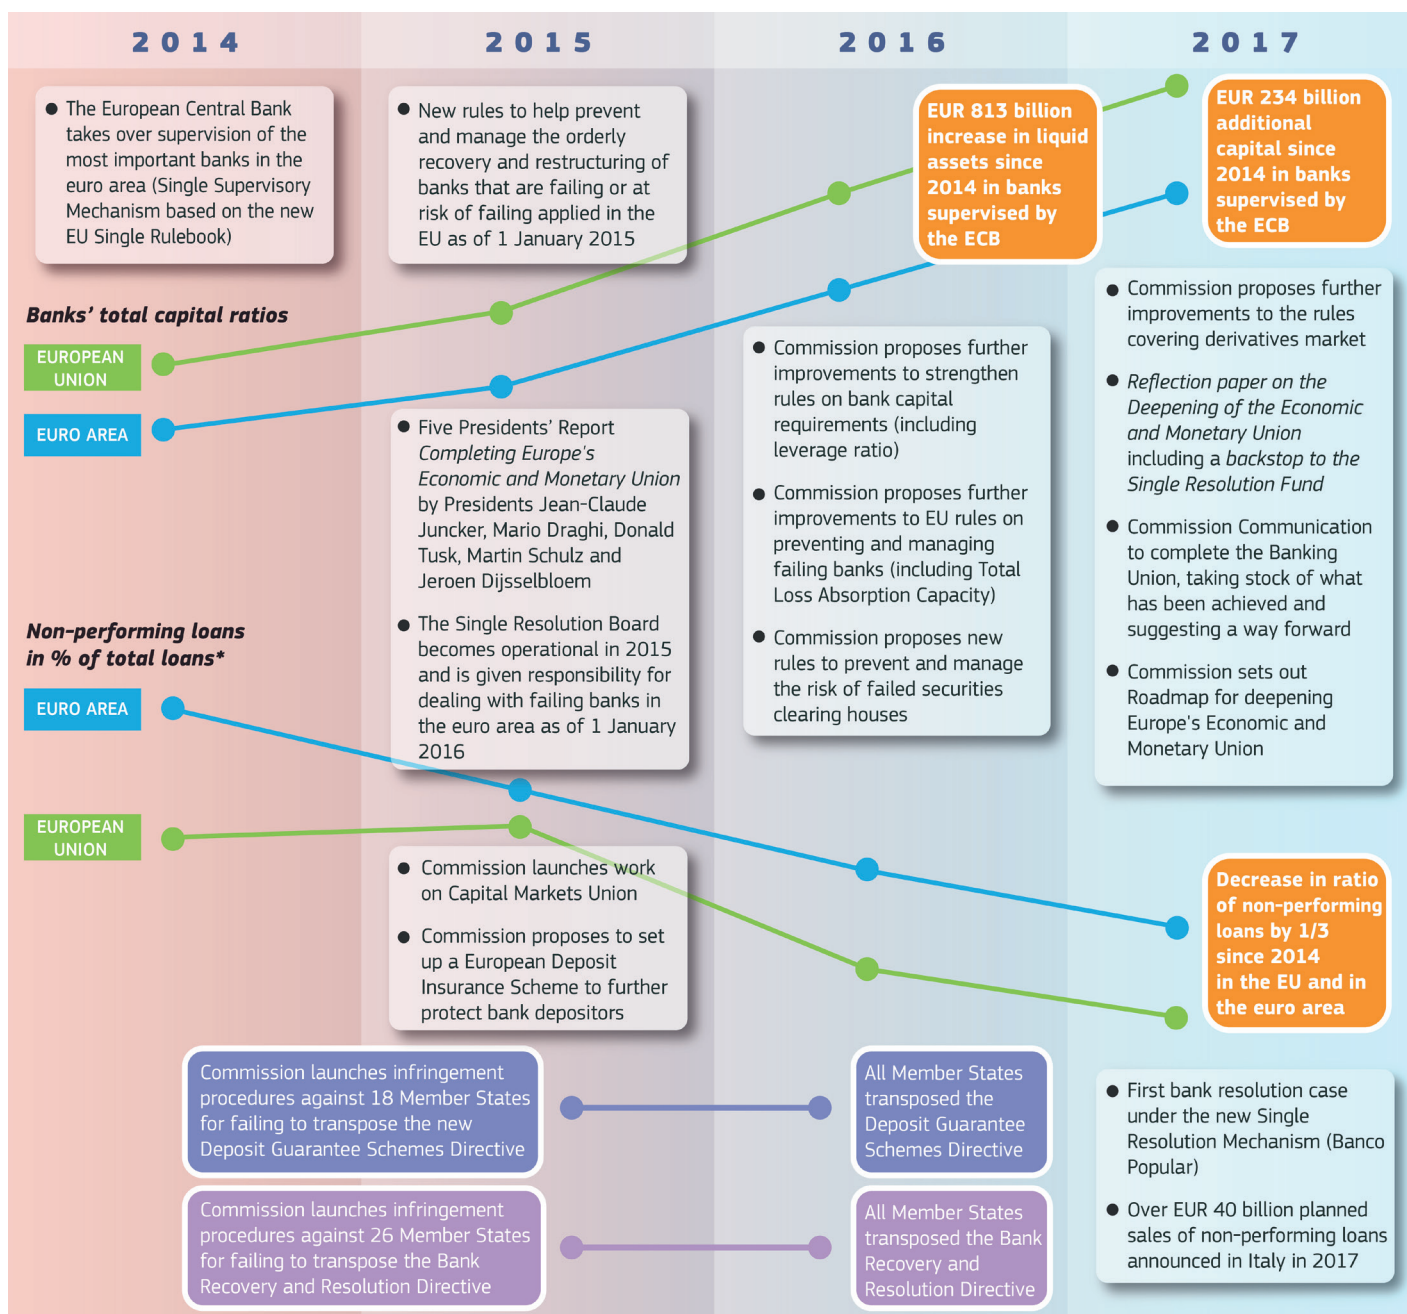 2014
2015
2016
2017
● The European Central Bank
takes over supervision of the
most important banks in the
euro area (Single Supervisory
Mechanism based on the new
EU Single Rulebook)
● New rules to help prevent
and manage the orderly
recovery and restructuring of
banks that are failing or at
risk of failing applied in the
EU as of 1 January 2015
EUR 813 billion
increase in liquid
assets since
2014 in banks
supervised by
the ECB
EUR 234 billion
additional
capital since
2014 in banks
supervised by
the ECB
Banks' total capital ratios
EUROPEAN
UNION
EURO AREA
● Five Presidents' Report
Completing Europe's
Economic and Monetary Union
by Presidents Jean-Claude
Juncker, Mario Draghi, Donald
Tusk, Martin Schulz and
Jeroen Dijsselbloem
● The Single Resolution Board
becomes operational in 2015
and is given responsibility for
dealing with failing banks in
the euro area as of 1 January
2016
● Commission proposes further
improvements to strengthen
rules on bank capital
requirements (including
leverage ratio)
● Commission proposes further
improvements to EU rules on
preventing and managing
failing banks (including Total
Loss Absorption Capacity)
● Commission proposes new
rules to prevent and manage
the risk of failed securities
clearing houses
● Commission proposes further
improvements to the rules
covering derivatives market
● Reflection paper on the
Deepening of the Economic
and Monetary Union
including a backstop to the
Single Resolution Fund
● Commission Communication
to complete the Banking
Union, taking stock of what
has been achieved and
suggesting a way forward
● Commission sets out
Roadmap for deepening
Europe's Economic and
Monetary Union
Non-performing loans
in % of total loans*
EURO AREA
EUROPEAN
UNION
● Commission launches work
on Capital Markets Union
● Commission proposes to set
up a European Deposit
Insurance Scheme to further
protect bank depositors
Decrease in ratio
of non-performing
loans by 1/3
since 2014
in the EU and in
the euro area
Commission launches infringement
procedures against 18 Member States
for failing to transpose the new
Deposit Guarantee Schemes Directive
All Member States
transposed the
Deposit Guarantee
Schemes Directive
Commission launches infringement
procedures against 26 Member States
for failing to transpose the Bank
Recovery and Resolution Directive
All Member States
transposed the Bank
Recovery and
Resolution Directive
● First bank resolution case
under the new Single
Resolution Mechanism (Banco
Popular)
● Over EUR 40 billion planned
sales of non-performing loans
announced in Italy in 2017